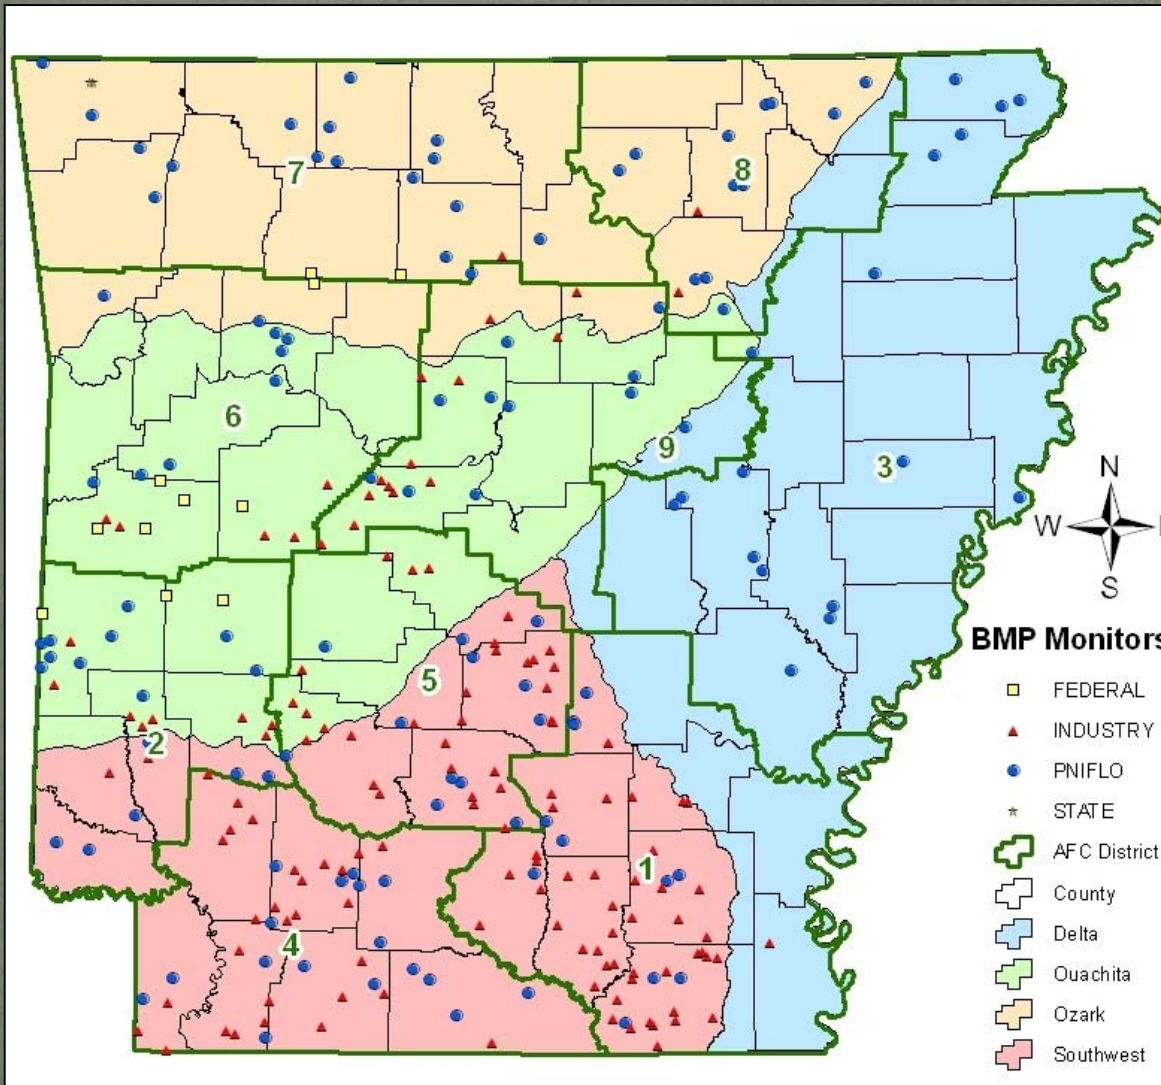 7
8
6
9
3
N
W
S
BMP Monitors
FEDERAL
INDUSTRY
PNIFLO
STATE
AFC District
County
Delta
Ouachita
Ozark
Southwest
5
2
1
4